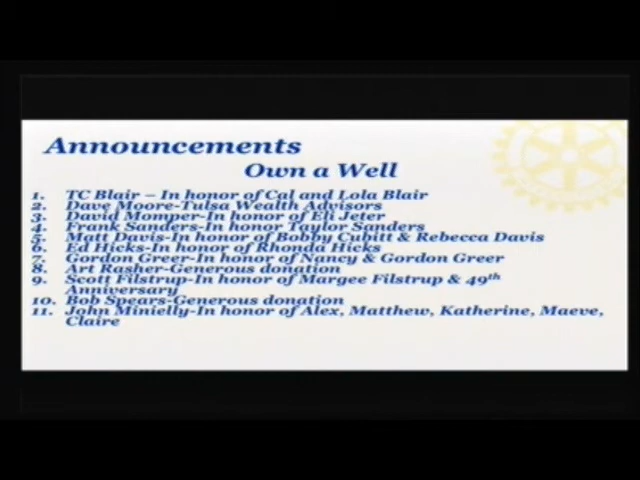 Announcements
Own a Well
1. TC Blair – In honor of Cal and Lola Blair
2. Dave Moore-Tulsa Wealth Advisors
3. David Momper-In honor of Eli Jeter
4. Frank Sanders-In honor Taylor Sanders
5. Matt Davis-In honor of Bobby Cubitt & Rebecca Davis
6. Ed Hicks-In honor of Rhonda Hicks
7. Gordon Greer-In honor of Nancy & Gordon Greer
8. Art Rasher-Generous donation
9. Scott Filstrup-In honor of Margee Filstrup & 49th
Anniversary
10. Bob Spears-Generous donation
11. John Minielly-In honor of Alex, Matthew, Katherine, Maeve,
Claire